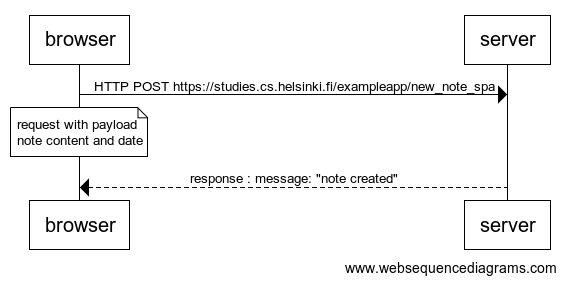 browser server
HTTP POST https://studies.cs.helsinki.fi/exampleapp/new_note_spa
request with payload
note content and date
response : message: "note created"
browser server
www.websequencediagrams.com